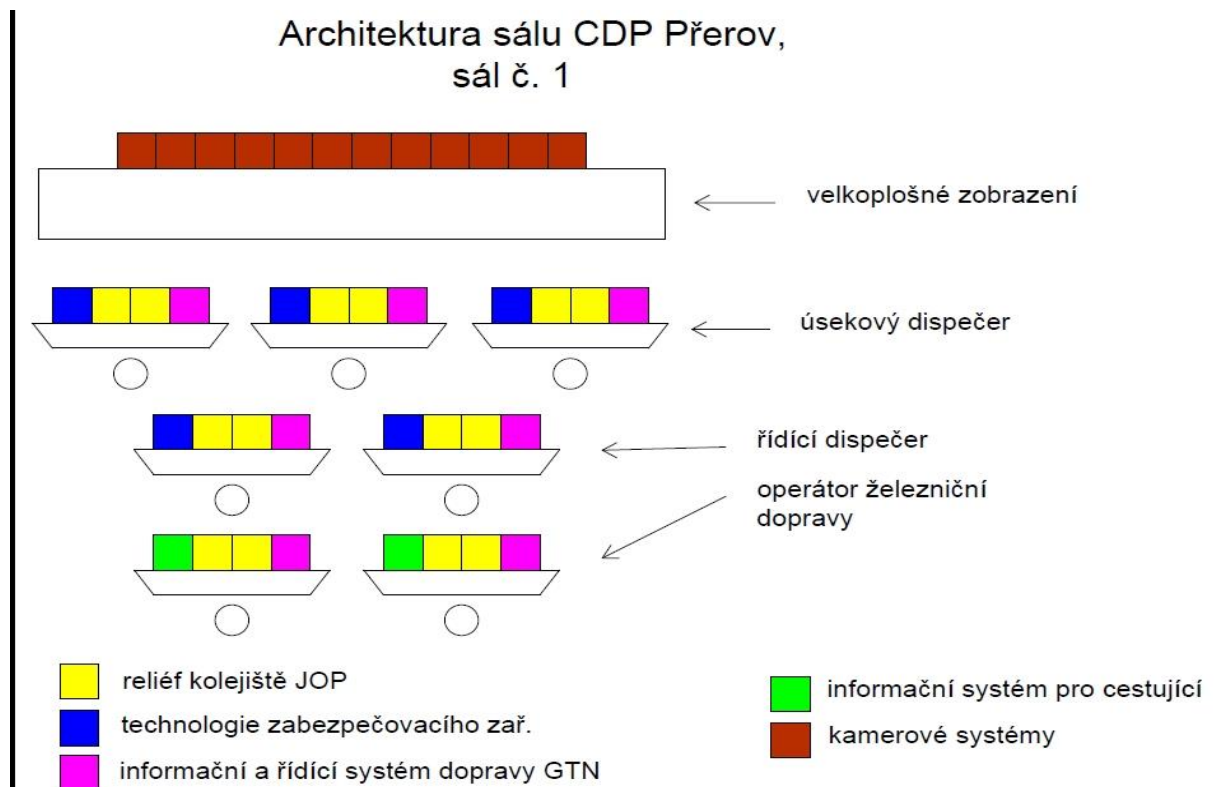 Architektura sálu CDP Přerov,
sál č. 1
velkoplošné zobrazení
úsekový dispečer
řídící dispečer
operátor železniční
dopravy
reliéf kolejiště JOP
technologie zabezpečovacího zař.
informační a řídící systém dopravy GTN
informační systém pro cestující
kamerové systémy